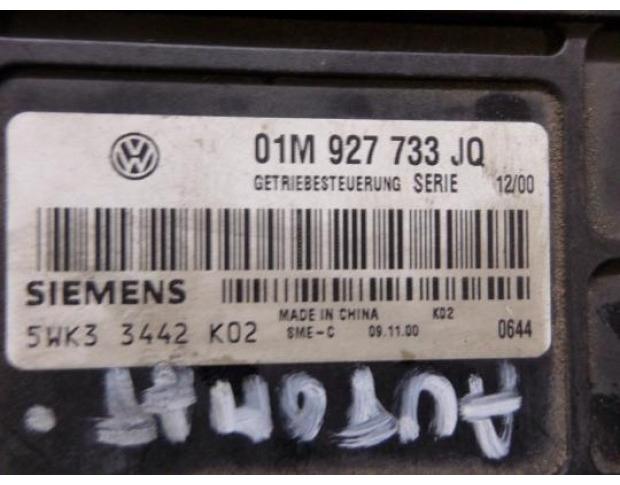 01M 927 733 JQ
GETRIEBESTEUERUNG SERIE 12/00
SIEMENS
MADE IN CHINA K02
5WK3 3442 K02 SME-C 09.11.00 0644
AUTOMAT